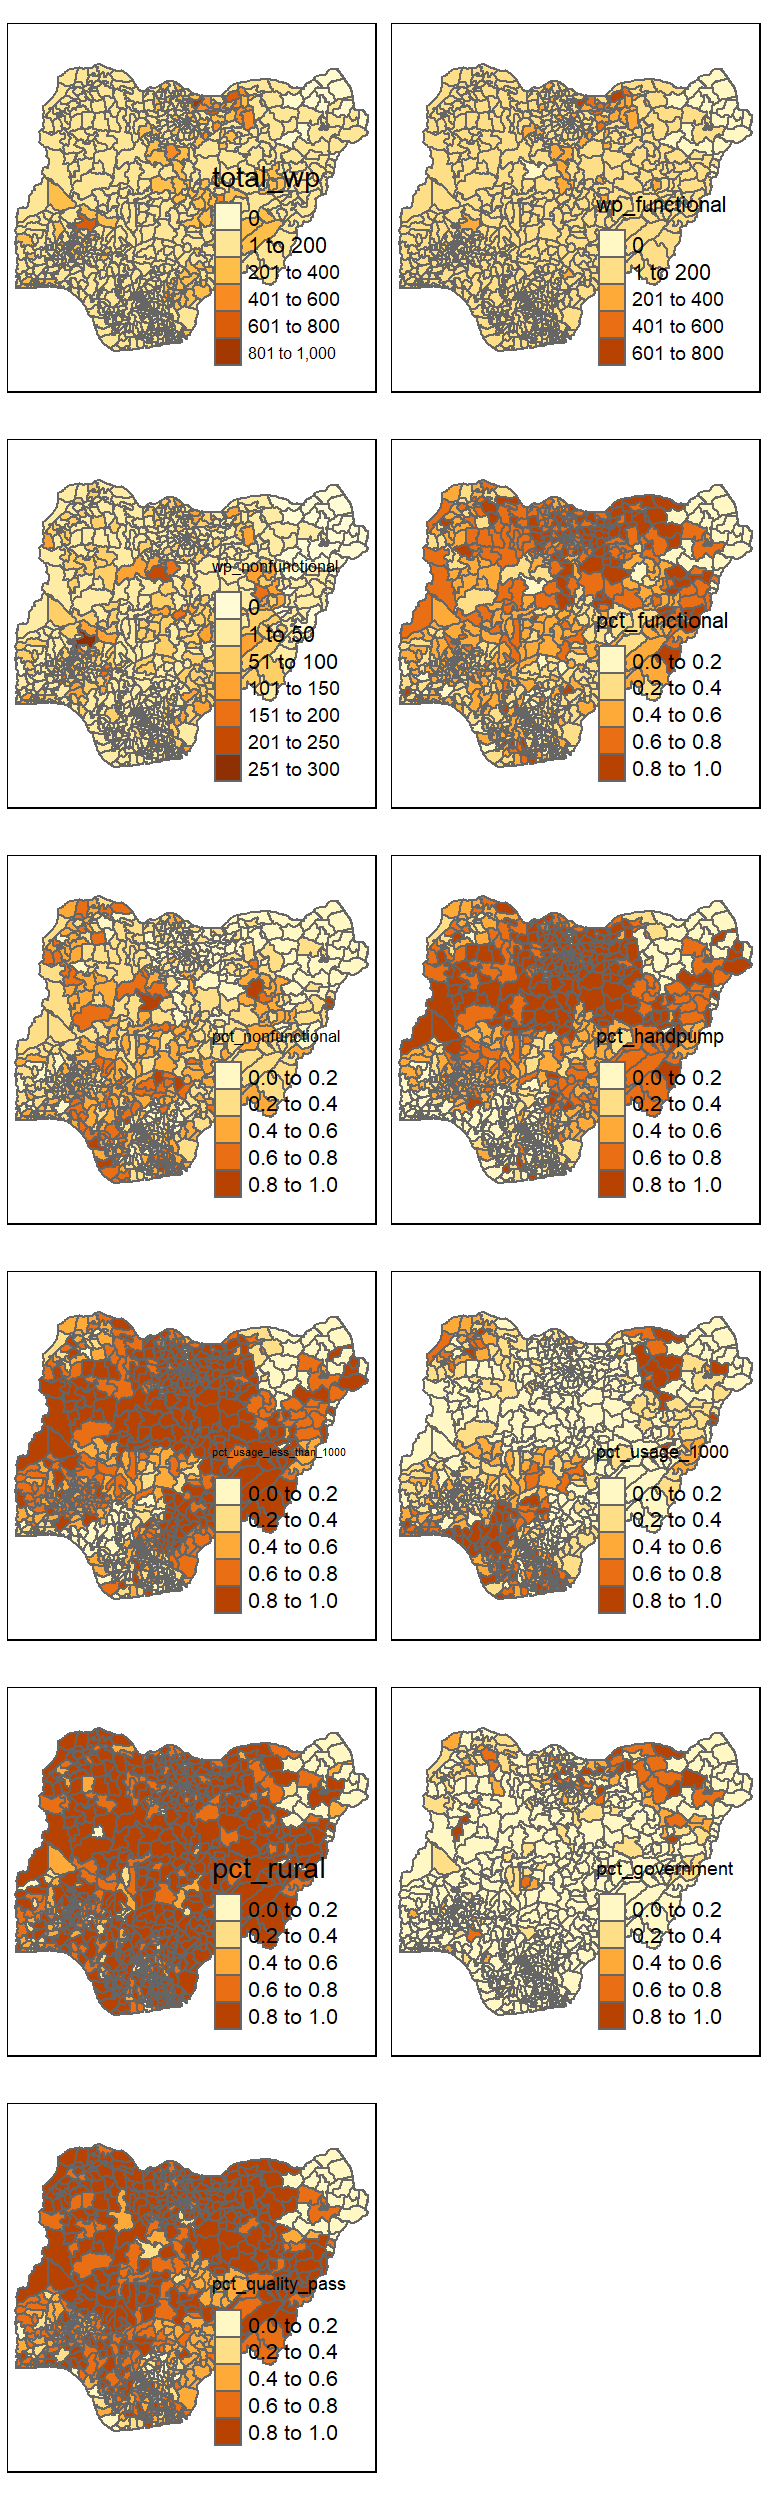 total_wp
0
1 to 200
201 to 400
401 to 600
601 to 800
801 to 1,000
wp_functional
0
1 to 200
201 to 400
401 to 600
601 to 800
wp_nonfunctional
0
1 to 50
51 to 100
101 to 150
151 to 200
201 to 250
251 to 300
pct_functional
0.0 to 0.2
0.2 to 0.4
0.4 to 0.6
0.6 to 0.8
0.8 to 1.0
pct_nonfunctional
0.0 to 0.2
0.2 to 0.4
0.4 to 0.6
0.6 to 0.8
0.8 to 1.0
pct_handpump
0.0 to 0.2
0.2 to 0.4
0.4 to 0.6
0.6 to 0.8
0.8 to 1.0
pct_usage_less_than_1000
0.0 to 0.2
0.2 to 0.4
0.4 to 0.6
0.6 to 0.8
0.8 to 1.0
pct_usage_1000
0.0 to 0.2
0.2 to 0.4
0.4 to 0.6
0.6 to 0.8
0.8 to 1.0
pct_rural
0.0 to 0.2
0.2 to 0.4
0.4 to 0.6
0.6 to 0.8
0.8 to 1.0
pct_government
0.0 to 0.2
0.2 to 0.4
0.4 to 0.6
0.6 to 0.8
0.8 to 1.0
pct_quality_pass
0.0 to 0.2
0.2 to 0.4
0.4 to 0.6
0.6 to 0.8
0.8 to 1.0